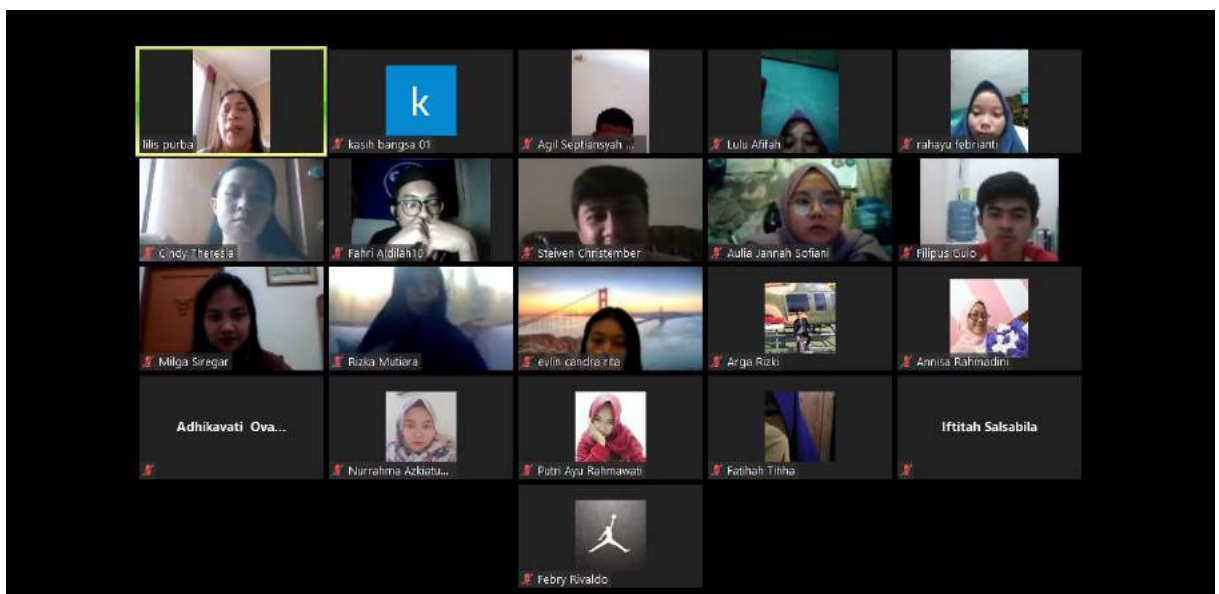 lilis purba
k
kasih bangsa 01
Agil Septiansyah ...
Lulu Afifah
rahayu febrianti
Cindy Theresia
Fahri Aldilah10
Steiven Christember
Aulia Jannah Sofiani
Filipus Gulo
Milga Siregar
Rizka Mutiara
evlin candra rita
Arga Rizki
Annisa Rahmadini
Adhikavati Ova...
Nurrahma Azkiatu...
Putri Ayu Rahmawati
Fatihah Tihha
Iftitah Salsabila
Febry Rivaldo